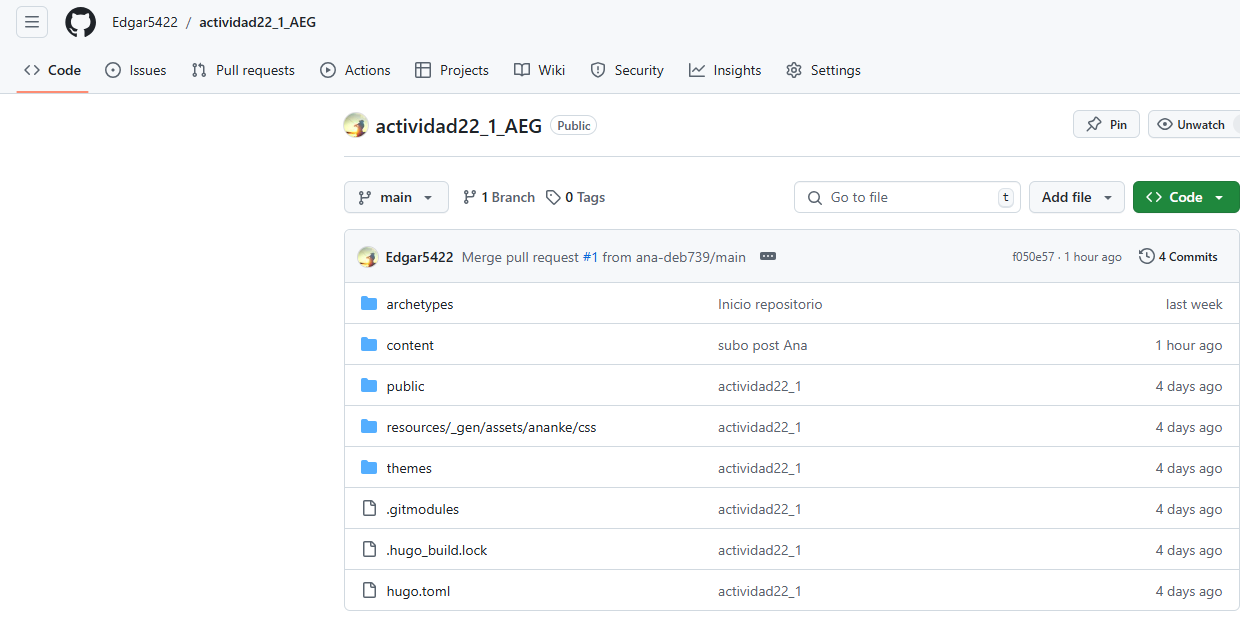 Edgar5422 / actividad22_1_AEG
Code Issues Pull requests Actions Projects Wiki Security Insights Settings
actividad22_1_AEG Public Pin Unwatch
main 1 Branch 0 Tags Go to file t Add file Code
Edgar5422 Merge pull request #1 from ana-deb739/main f050e57 · 1 hour ago 4 Commits
archetypes Inicio repositorio last week
content subo post Ana 1 hour ago
public actividad22_1 4 days ago
resources/_gen/assets/ananke/css actividad22_1 4 days ago
themes actividad22_1 4 days ago
.gitmodules actividad22_1 4 days ago
.hugo_build.lock actividad22_1 4 days ago
hugo.toml actividad22_1 4 days ago